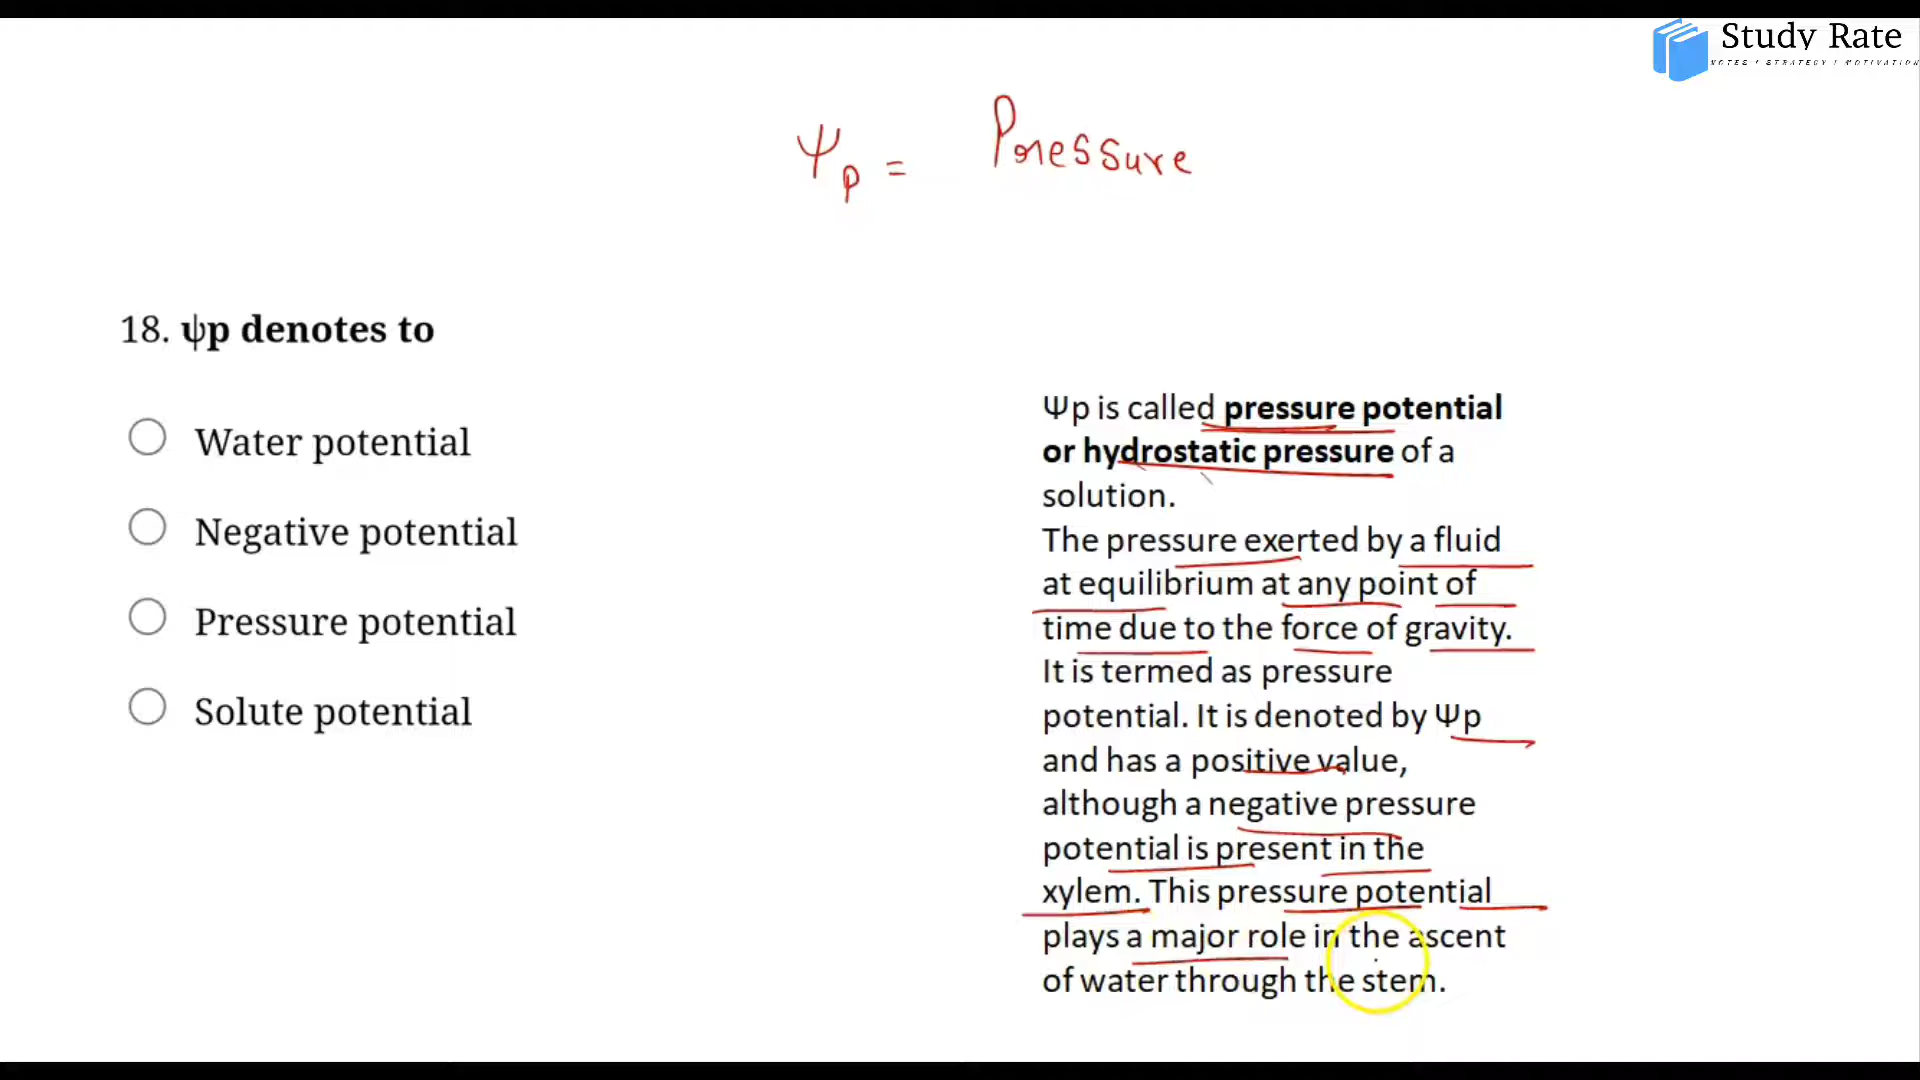 Study Rate
NOTES / STRATEGY / MOTIVATION
Ψp = Pressure
18. ψp denotes to
Water potential
Negative potential
Pressure potential
Solute potential
Ψp is called pressure potential
or hydrostatic pressure of a
solution.
The pressure exerted by a fluid
at equilibrium at any point of
time due to the force of gravity.
It is termed as pressure
potential. It is denoted by Ψp
and has a positive value,
although a negative pressure
potential is present in the
xylem. This pressure potential
plays a major role in the ascent
of water through the stem.